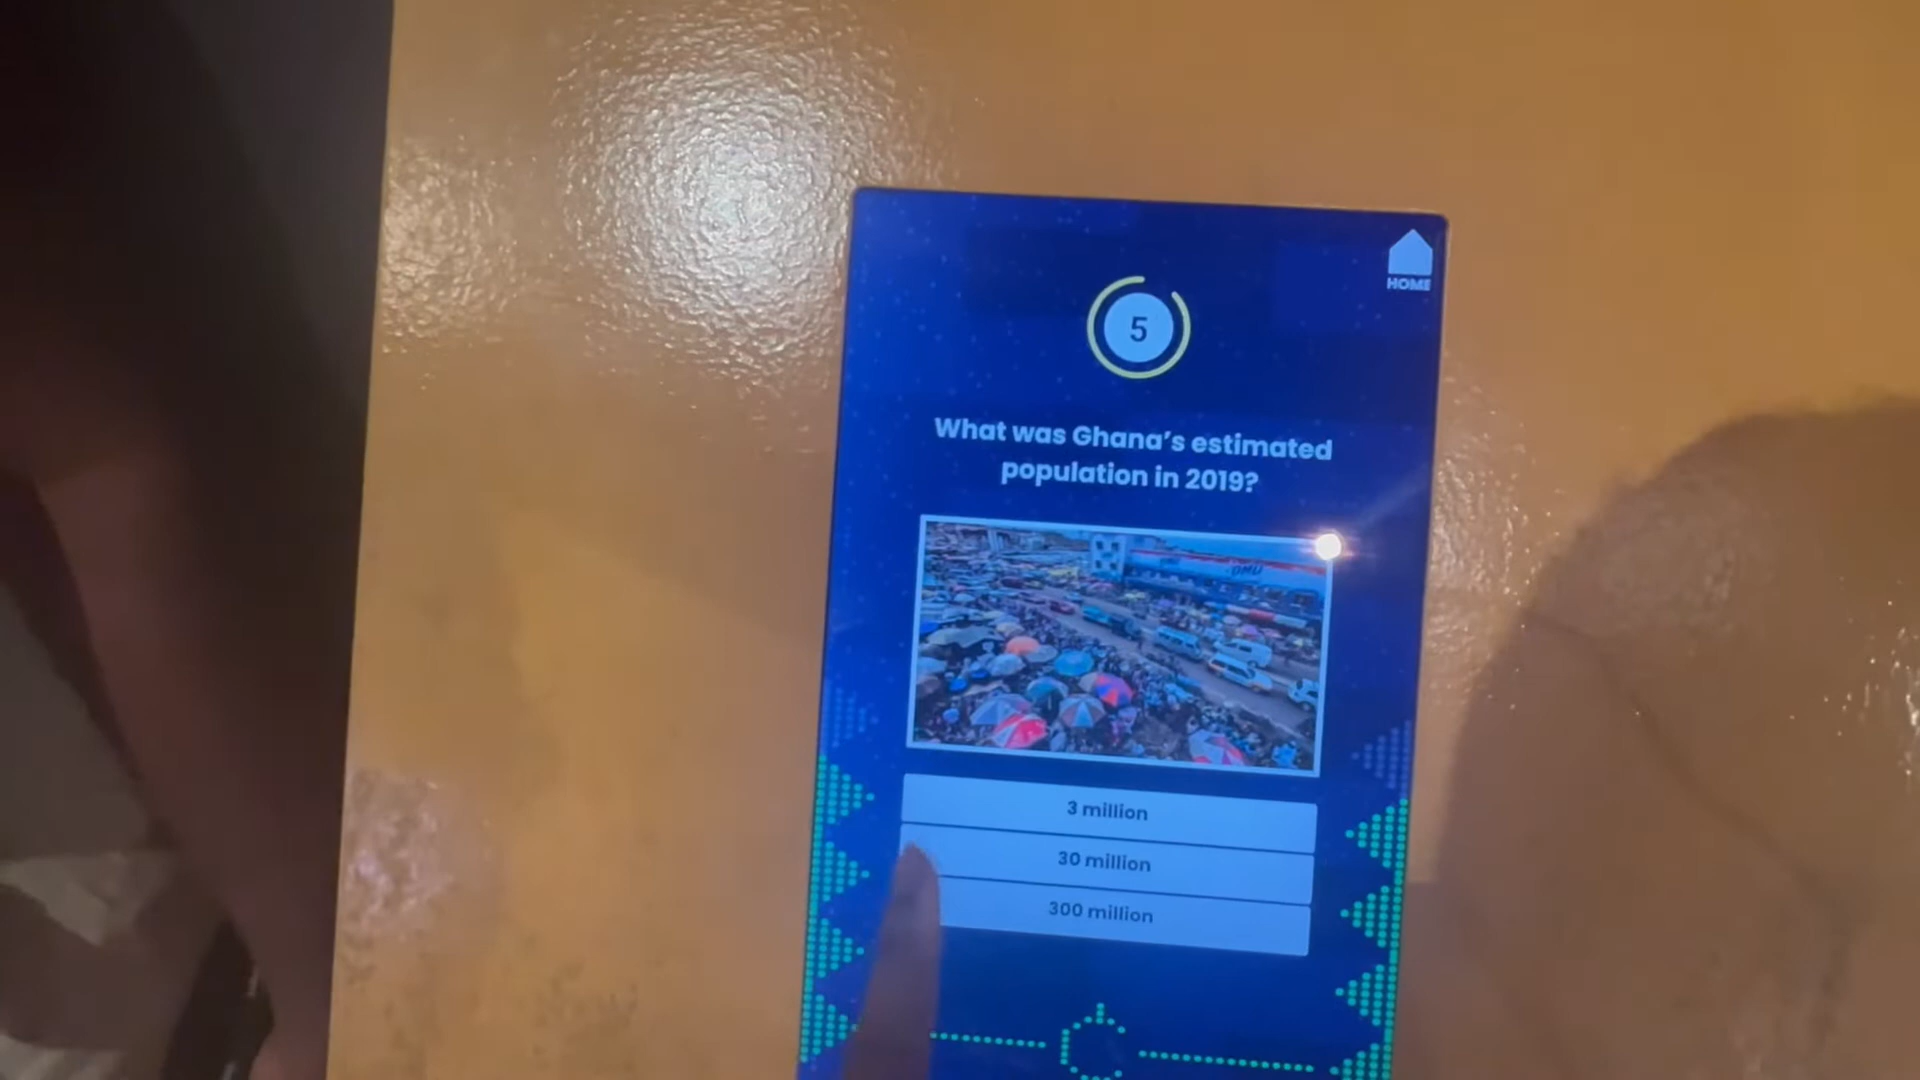 HOME
5
What was Ghana's estimated
population in 2019?
3 million
30 million
300 million